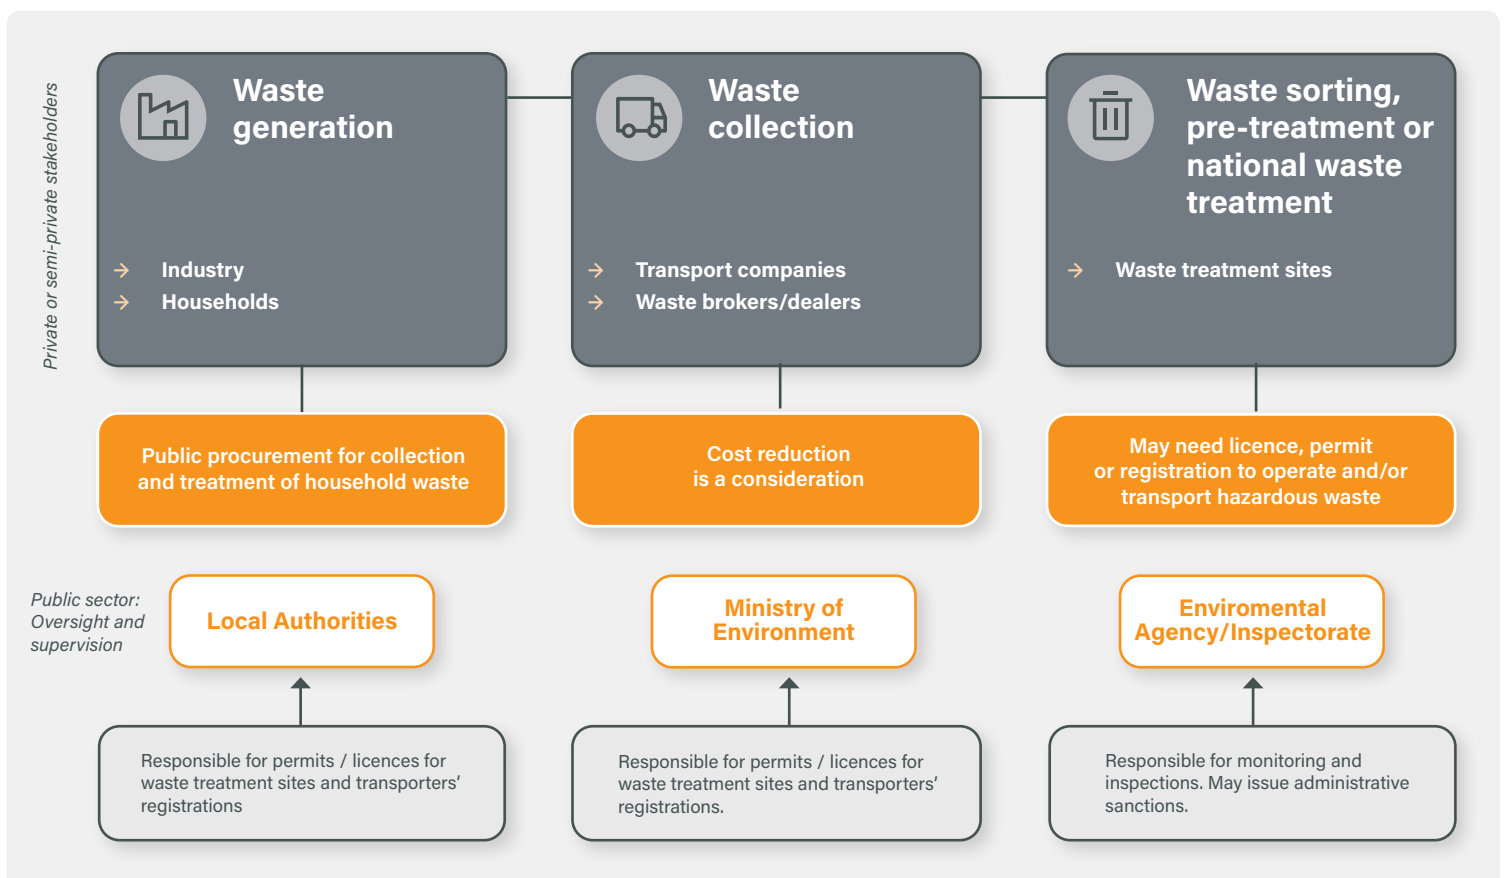 Private or semi-private stakeholders
Waste
generation
→ Industry
→ Households
Waste
collection
→ Transport companies
→ Waste brokers/dealers
Waste sorting,
pre-treatment or
national waste
treatment
→ Waste treatment sites
Public procurement for collection
and treatment of household waste
Cost reduction
is a consideration
May need licence, permit
or registration to operate and/or
transport hazardous waste
Public sector:
Oversight and
supervision
Local Authorities
Ministry of
Environment
Enviromental
Agency/Inspectorate
Responsible for permits / licences for
waste treatment sites and transporters’
registrations
Responsible for permits / licences for
waste treatment sites and transporters’
registrations.
Responsible for monitoring and
inspections. May issue administrative
sanctions.